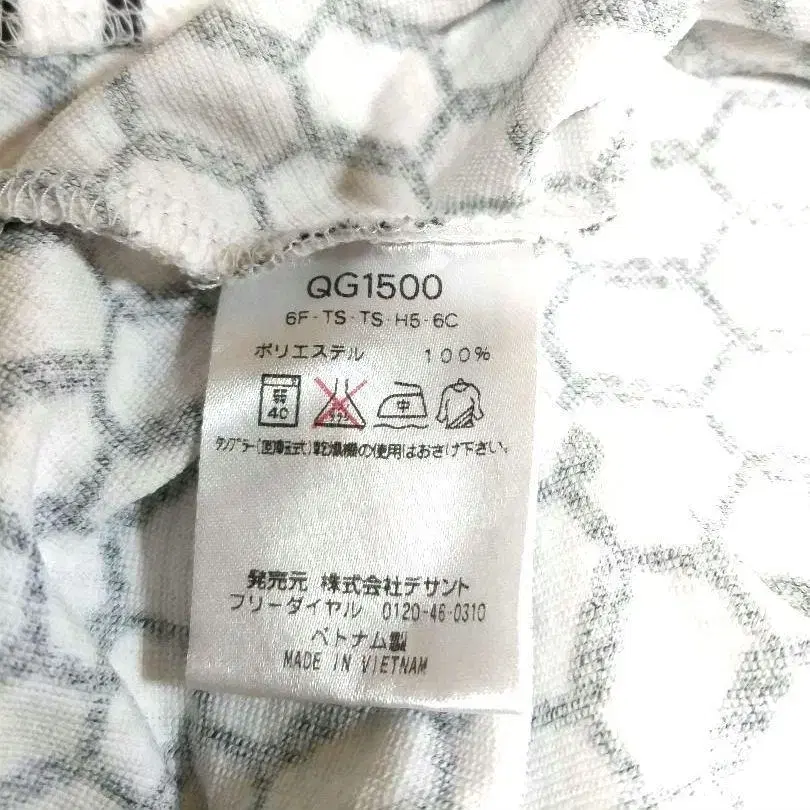 QG1500
6F-TS-TS-H5-6C
ポリエステル 100%
弱 40 中
タンブラー(回転式)乾燥機の使用はおさけ下さい。
発売元 株式会社デサント
フリーダイヤル 0120-46-0310
ベトナム製
MADE IN VIETNAM